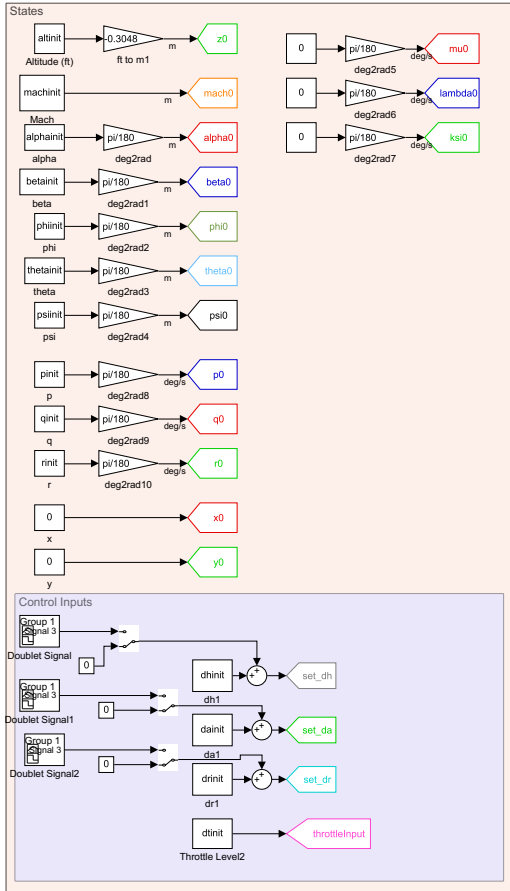 States
altinit
-0.3048
m
z0
Altitude (ft)
ft to m1
machinit
m
mach0
Mach
alphainit
pi/180
m
alpha0
alpha
deg2rad
betainit
pi/180
m
beta0
beta
deg2rad1
phiinit
pi/180
m
phi0
phi
deg2rad2
thetainit
pi/180
m
theta0
theta
deg2rad3
psiinit
pi/180
m
psi0
psi
deg2rad4
pinit
pi/180
deg/s
p0
p
deg2rad8
qinit
pi/180
deg/s
q0
q
deg2rad9
rinit
pi/180
deg/s
r0
r
deg2rad10
0
x0
x
0
y0
y
0
pi/180
deg/s
mu0
deg2rad5
0
pi/180
deg/s
lambda0
deg2rad6
0
pi/180
deg/s
ksi0
deg2rad7
Control Inputs
Group 1
Signal 3
Doublet Signal
0
dhinit
+
+
set_dh
dh1
Group 1
Signal 3
Doublet Signal1
0
dainit
+
+
set_da
da1
Group 1
Signal 3
Doublet Signal2
0
drinit
+
+
set_dr
dr1
dtinit
throttleInput
Throttle Level2